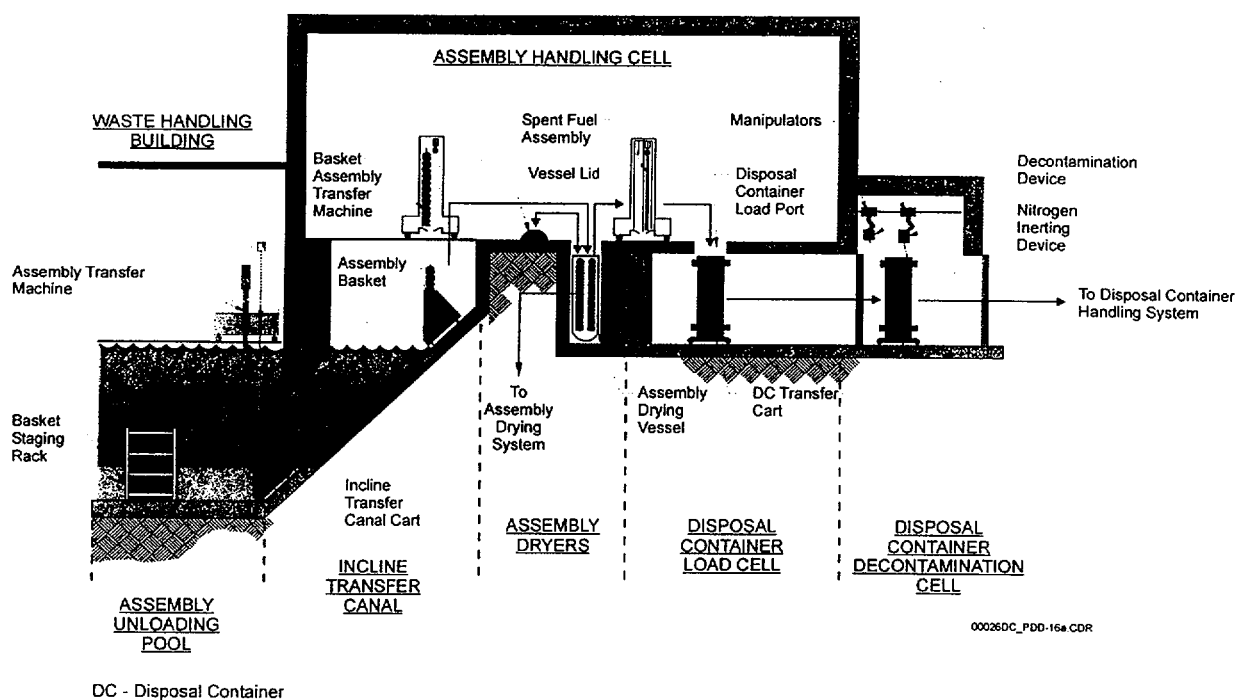 ASSEMBLY HANDLING CELL
WASTE HANDLING
BUILDING
Basket
Assembly
Transfer
Machine
Spent Fuel
Assembly
Vessel Lid
Manipulators
Disposal
Container
Load Port
Decontamination
Device
Nitrogen
Inerting
Device
Assembly Transfer
Machine
Assembly
Basket
To Disposal Container
Handling System
Basket
Staging
Rack
To
Assembly
Drying
System
Assembly
Drying
Vessel
DC Transfer
Cart
Incline
Transfer
Canal Cart
ASSEMBLY
UNLOADING
POOL
INCLINE
TRANSFER
CANAL
ASSEMBLY
DRYERS
DISPOSAL
CONTAINER
LOAD CELL
DISPOSAL
CONTAINER
DECONTAMINATION
CELL
00026DC_PDD-16a.CDR
DC - Disposal Container